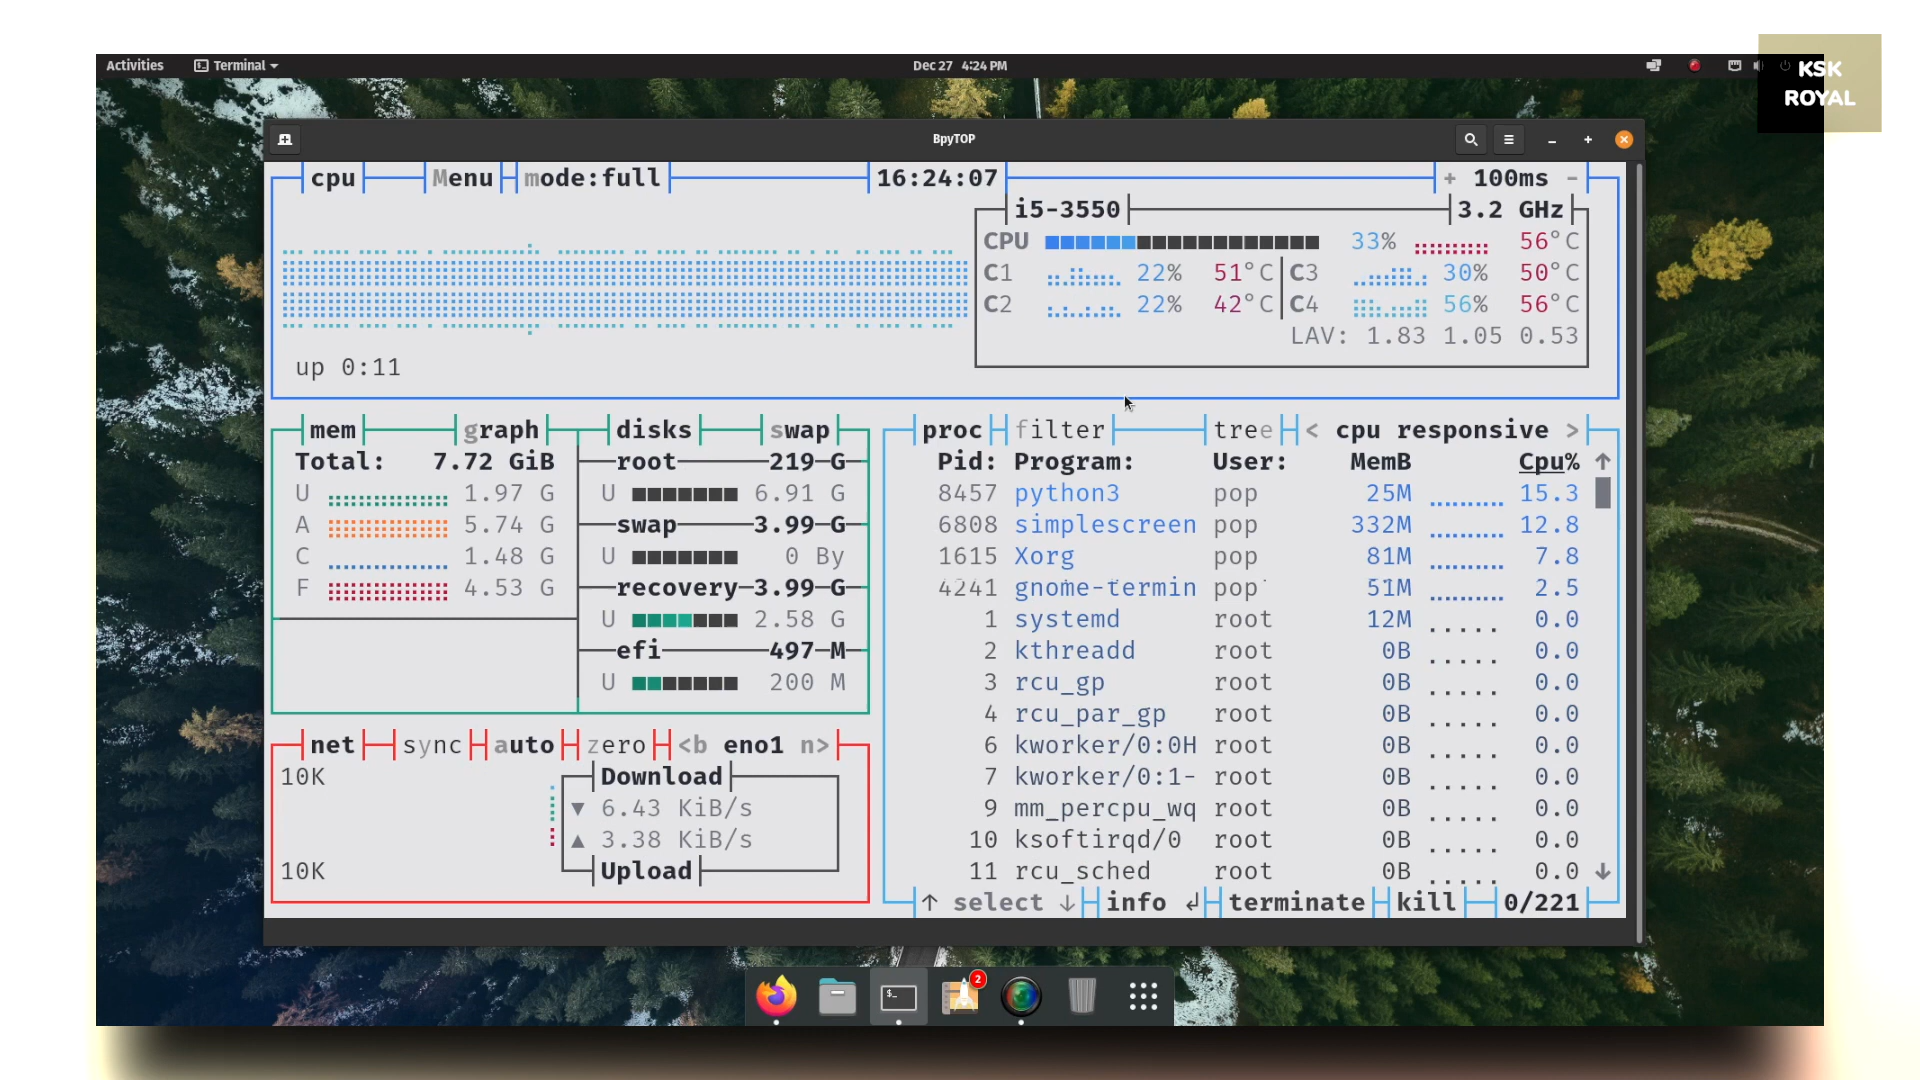 Activities Terminal Dec 27 4:24 PM
KSK
ROYAL
BpyTOP
cpu Menu mode:full 16:24:07 + 100ms -
i5-3550 3.2 GHz
CPU 33% 56°C
C1 22% 51°C C3 30% 50°C
C2 22% 42°C C4 56% 56°C
LAV: 1.83 1.05 0.53
up 0:11
mem graph disks swap
Total: 7.72 GiB root 219 G
U 1.97 G U 6.91 G
A 5.74 G swap 3.99 G
C 1.48 G U 0 By
F 4.53 G recovery 3.99 G
U 2.58 G
efi 497 M
U 200 M
proc filter tree < cpu responsive >
Pid: Program: User: MemB Cpu% ↑
8457 python3 pop 25M 15.3
6808 simplescreen pop 332M 12.8
1615 Xorg pop 81M 7.8
4241 gnome-termin pop 51M 2.5
1 systemd root 12M 0.0
2 kthreadd root 0B 0.0
3 rcu_gp root 0B 0.0
4 rcu_par_gp root 0B 0.0
6 kworker/0:0H root 0B 0.0
7 kworker/0:1- root 0B 0.0
9 mm_percpu_wq root 0B 0.0
10 ksoftirqd/0 root 0B 0.0
11 rcu_sched root 0B 0.0 ↓
↑ select ↓ info ↲ terminate kill 0/221
net sync auto zero <b eno1 n>
10K Download
▼ 6.43 KiB/s
▲ 3.38 KiB/s
10K Upload
2